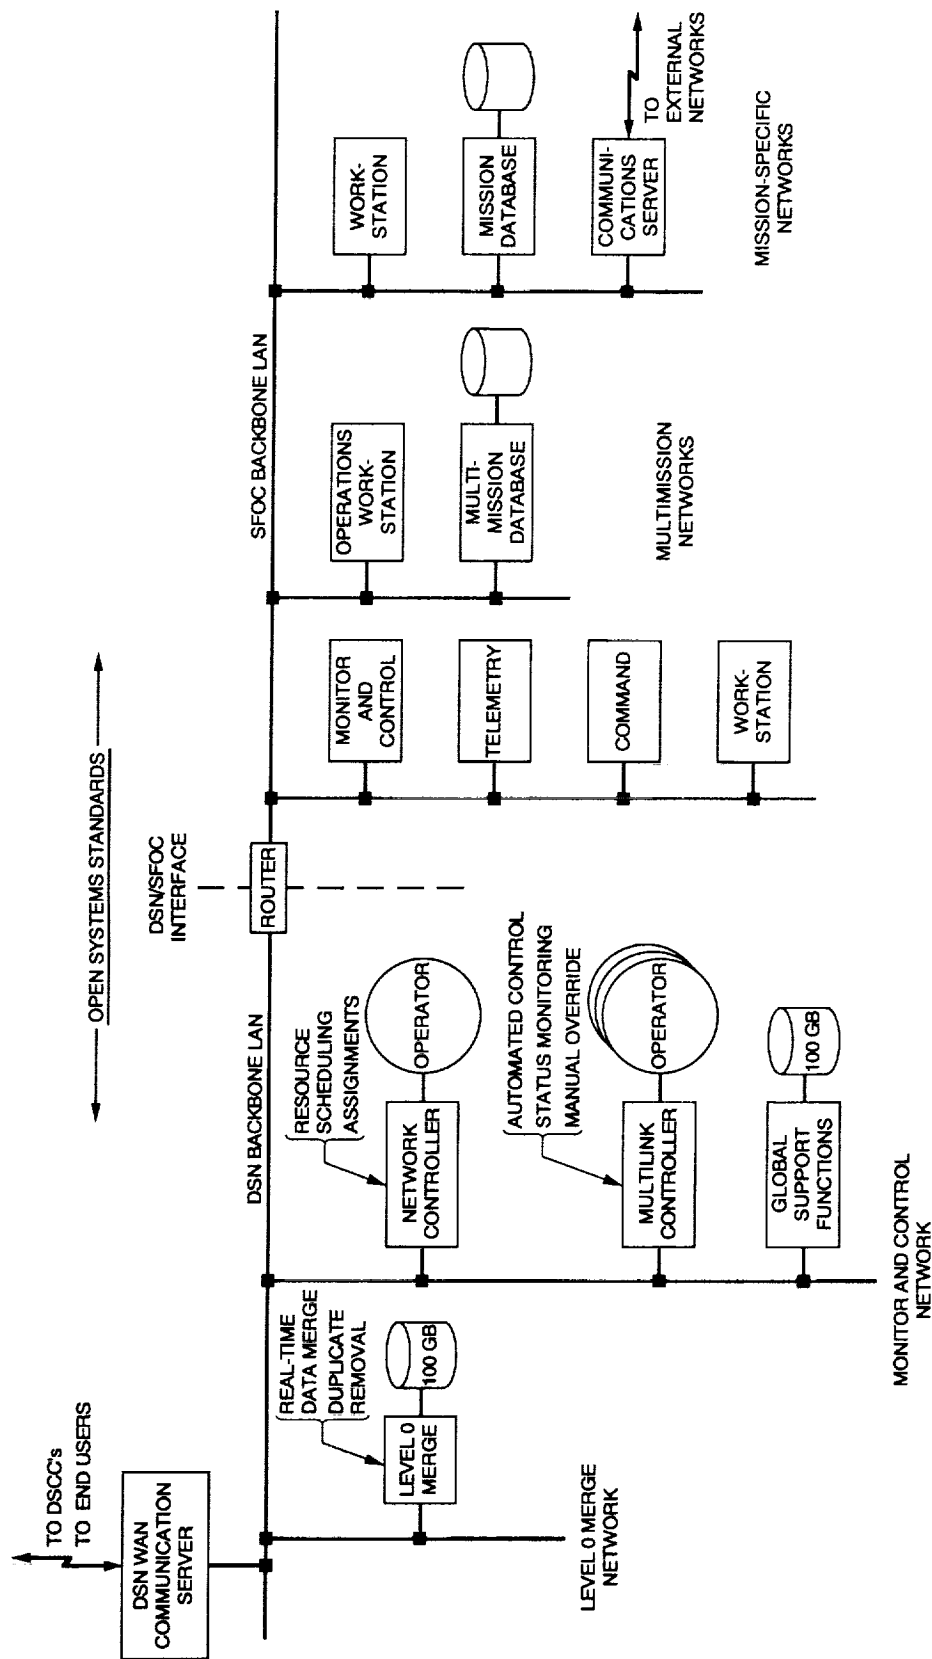 TO DSCC's
TO END USERS
DSN WAN
COMMUNICATION
SERVER
OPEN SYSTEMS STANDARDS
DSN/SFOC
INTERFACE
DSN BACKBONE LAN
ROUTER
SFOC BACKBONE LAN
REAL-TIME
DATA MERGE
DUPLICATE
REMOVAL
LEVEL 0
MERGE
100 GB
LEVEL 0 MERGE
NETWORK
RESOURCE
SCHEDULING
ASSIGNMENTS
NETWORK
CONTROLLER
OPERATOR
AUTOMATED CONTROL
STATUS MONITORING
MANUAL OVERRIDE
MULTILINK
CONTROLLER
OPERATOR
GLOBAL
SUPPORT
FUNCTIONS
100 GB
MONITOR AND CONTROL
NETWORK
MONITOR
AND
CONTROL
TELEMETRY
COMMAND
WORK-
STATION
OPERATIONS
WORK-
STATION
MULTI-
MISSION
DATABASE
MULTIMISSION
NETWORKS
WORK-
STATION
MISSION
DATABASE
COMMUNI-
CATIONS
SERVER
TO
EXTERNAL
NETWORKS
MISSION-SPECIFIC
NETWORKS